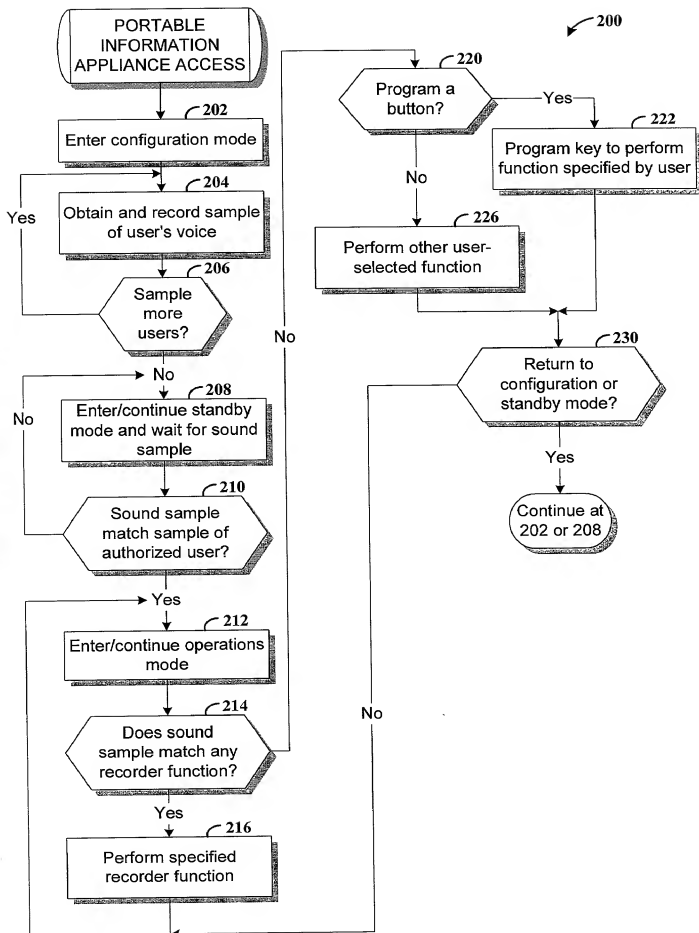 200
PORTABLE
INFORMATION
APPLIANCE ACCESS
202
Enter configuration mode
204
Obtain and record sample
of user's voice
Yes
206
Sample
more
users?
No
208
Enter/continue standby
mode and wait for sound
sample
No
210
Sound sample
match sample of
authorized user?
Yes
212
Enter/continue operations
mode
214
Does sound
sample match any
recorder function?
Yes
216
Perform specified
recorder function
No
220
Program a
button?
Yes
222
Program key to perform
function specified by user
No
226
Perform other user-
selected function
230
Return to
configuration or
standby mode?
Yes
Continue at
202 or 208
No